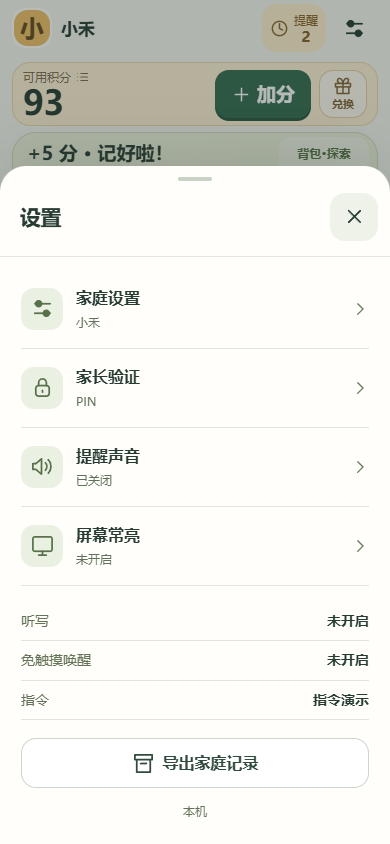 小
小禾
提醒
2
可用积分
93
加分
兑换
+5 分·记好啦!
背包·探索
设置
家庭设置
小禾
家长验证
PIN
提醒声音
已关闭
屏幕常亮
未开启
听写
未开启
免触摸唤醒
未开启
指令
指令演示
导出家庭记录
本机